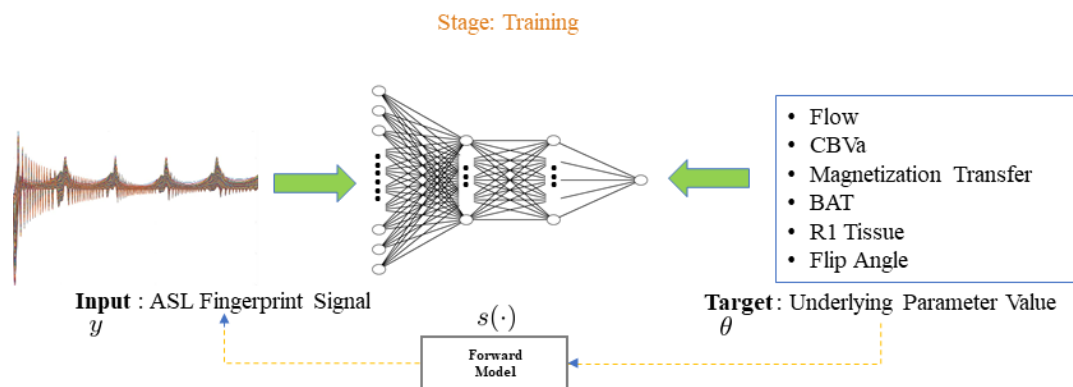 Stage: Training
• Flow
• CBVa
• Magnetization Transfer
• BAT
• R1 Tissue
• Flip Angle
Input : ASL Fingerprint Signal
y
Target : Underlying Parameter Value
θ
s(·)
Forward
Model